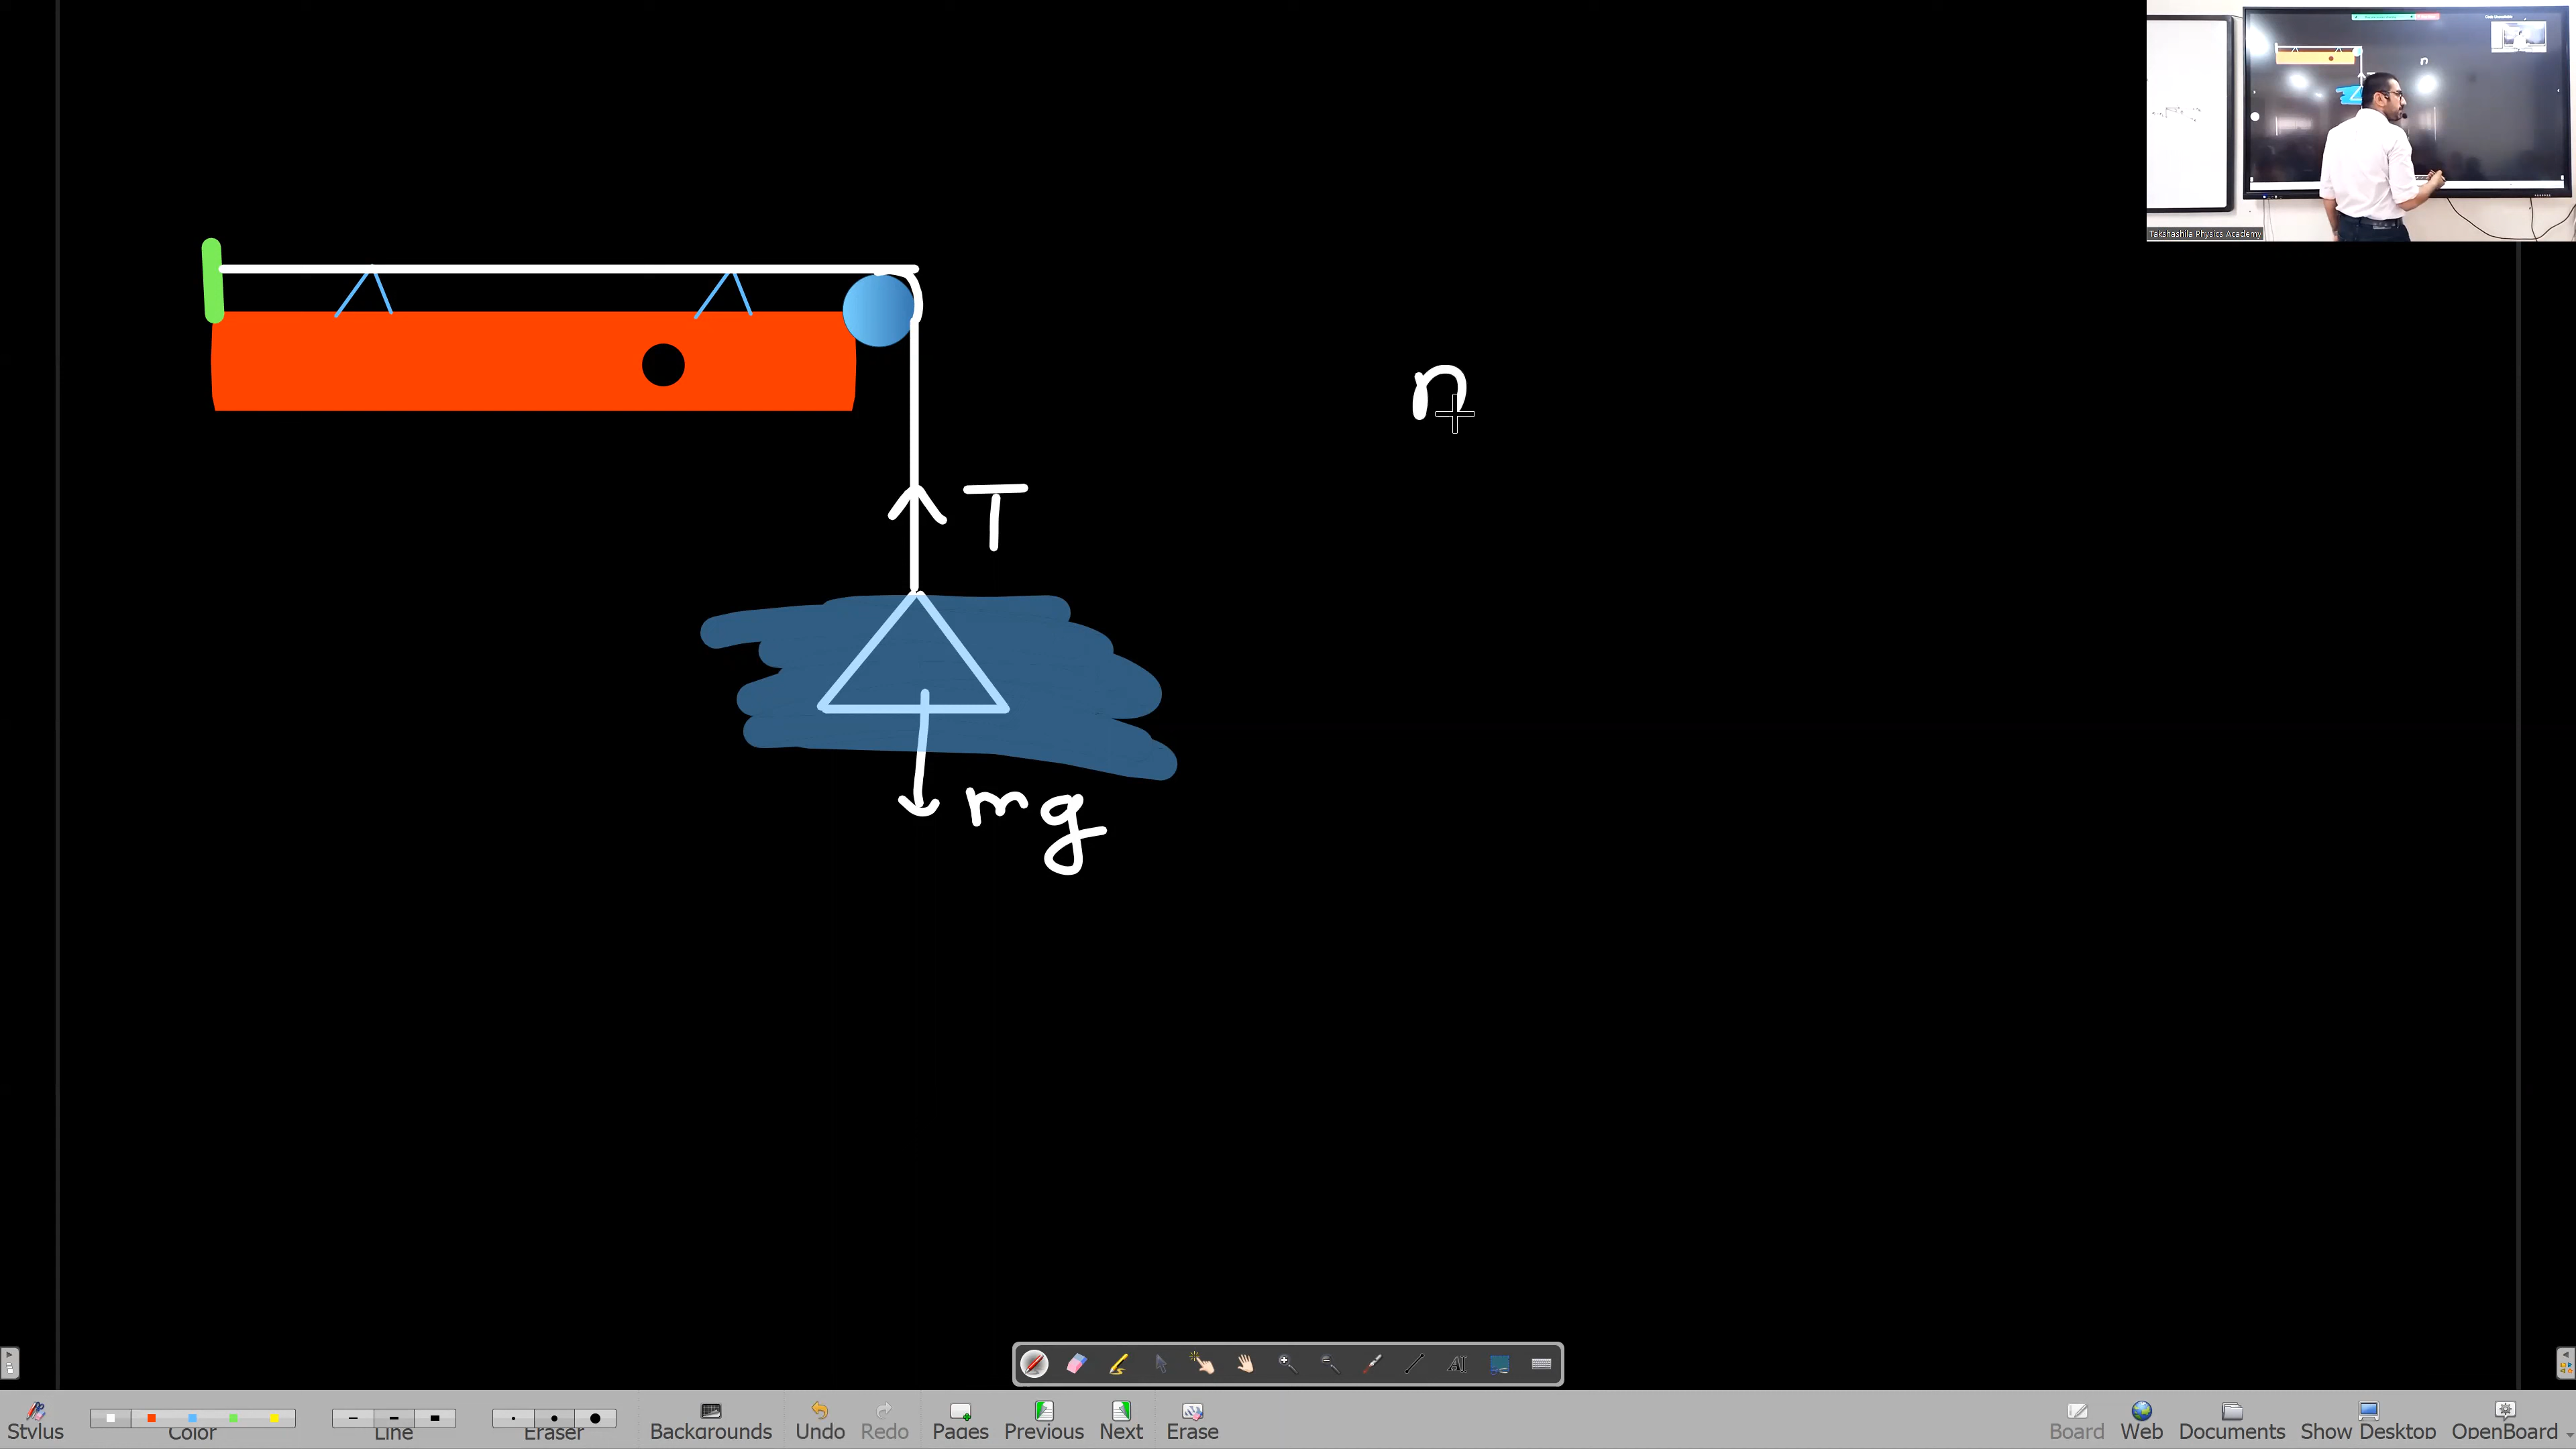 Takshashila Physics Academy
n
T
mg
Stylus Color Line Eraser Backgrounds Undo Redo Pages Previous Next Erase Board Web Documents Show Desktop OpenBoard